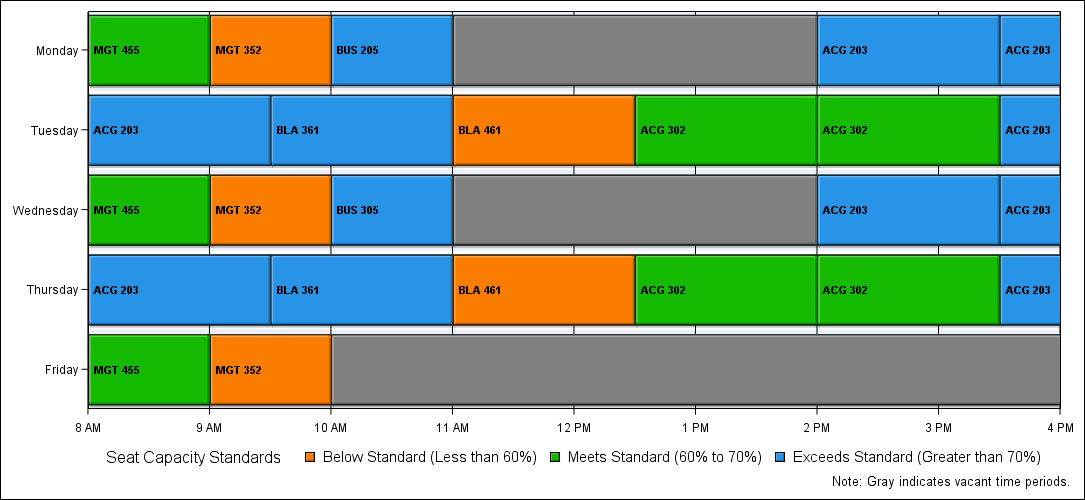 Monday MGT 455 MGT 352 BUS 205 ACG 203 ACG 203
Tuesday ACG 203 BLA 361 BLA 461 ACG 302 ACG 302 ACG 203
Wednesday MGT 455 MGT 352 BUS 305 ACG 203 ACG 203
Thursday ACG 203 BLA 361 BLA 461 ACG 302 ACG 302 ACG 203
Friday MGT 455 MGT 352
8 AM 9 AM 10 AM 11 AM 12 PM 1 PM 2 PM 3 PM 4 PM
Seat Capacity Standards Below Standard (Less than 60%) Meets Standard (60% to 70%) Exceeds Standard (Greater than 70%)
Note: Gray indicates vacant time periods.